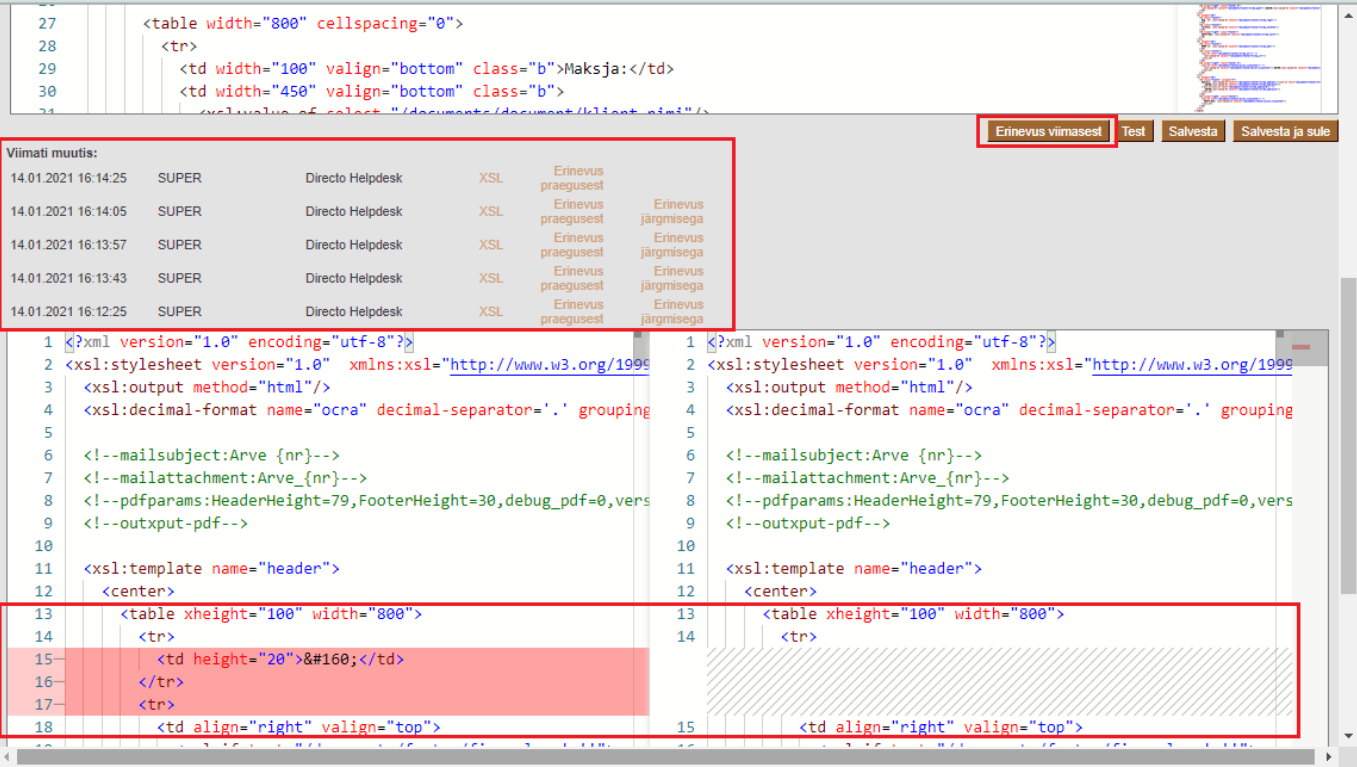 27 <table width="800" cellspacing="0">
28 <tr>
29 <td width="100" valign="bottom" class="b">Maksja:</td>
30 <td width="450" valign="bottom" class="b">
31 <xsl:value-of select="/documents/document/klient_nimi"/>
Erinevus viimasest Test Salvesta Salvesta ja sule
Viimati muutis:
14.01.2021 16:14:25 SUPER Directo Helpdesk XSL Erinevus praegusest
14.01.2021 16:14:05 SUPER Directo Helpdesk XSL Erinevus praegusest Erinevus järgmisega
14.01.2021 16:13:57 SUPER Directo Helpdesk XSL Erinevus praegusest Erinevus järgmisega
14.01.2021 16:13:43 SUPER Directo Helpdesk XSL Erinevus praegusest Erinevus järgmisega
14.01.2021 16:12:25 SUPER Directo Helpdesk XSL Erinevus praegusest Erinevus järgmisega
1 <?xml version="1.0" encoding="utf-8"?>
2 <xsl:stylesheet version="1.0" xmlns:xsl="http://www.w3.org/1999
3 <xsl:output method="html"/>
4 <xsl:decimal-format name="ocra" decimal-separator='.' grouping
5
6 <!--mailsubject:Arve {nr}-->
7 <!--mailattachment:Arve_{nr}-->
8 <!--pdfparams:HeaderHeight=79,FooterHeight=30,debug_pdf=0,vers
9 <!--outxput-pdf-->
10
11 <xsl:template name="header">
12 <center>
13 <table xheight="100" width="800">
14 <tr>
15 <td height="20">&#160;</td>
16 </tr>
17 <tr>
18 <td align="right" valign="top">
1 <?xml version="1.0" encoding="utf-8"?>
2 <xsl:stylesheet version="1.0" xmlns:xsl="http://www.w3.org/1999
3 <xsl:output method="html"/>
4 <xsl:decimal-format name="ocra" decimal-separator='.' grouping
5
6 <!--mailsubject:Arve {nr}-->
7 <!--mailattachment:Arve_{nr}-->
8 <!--pdfparams:HeaderHeight=79,FooterHeight=30,debug_pdf=0,vers
9 <!--outxput-pdf-->
10
11 <xsl:template name="header">
12 <center>
13 <table xheight="100" width="800">
14 <tr>
15 <td align="right" valign="top">